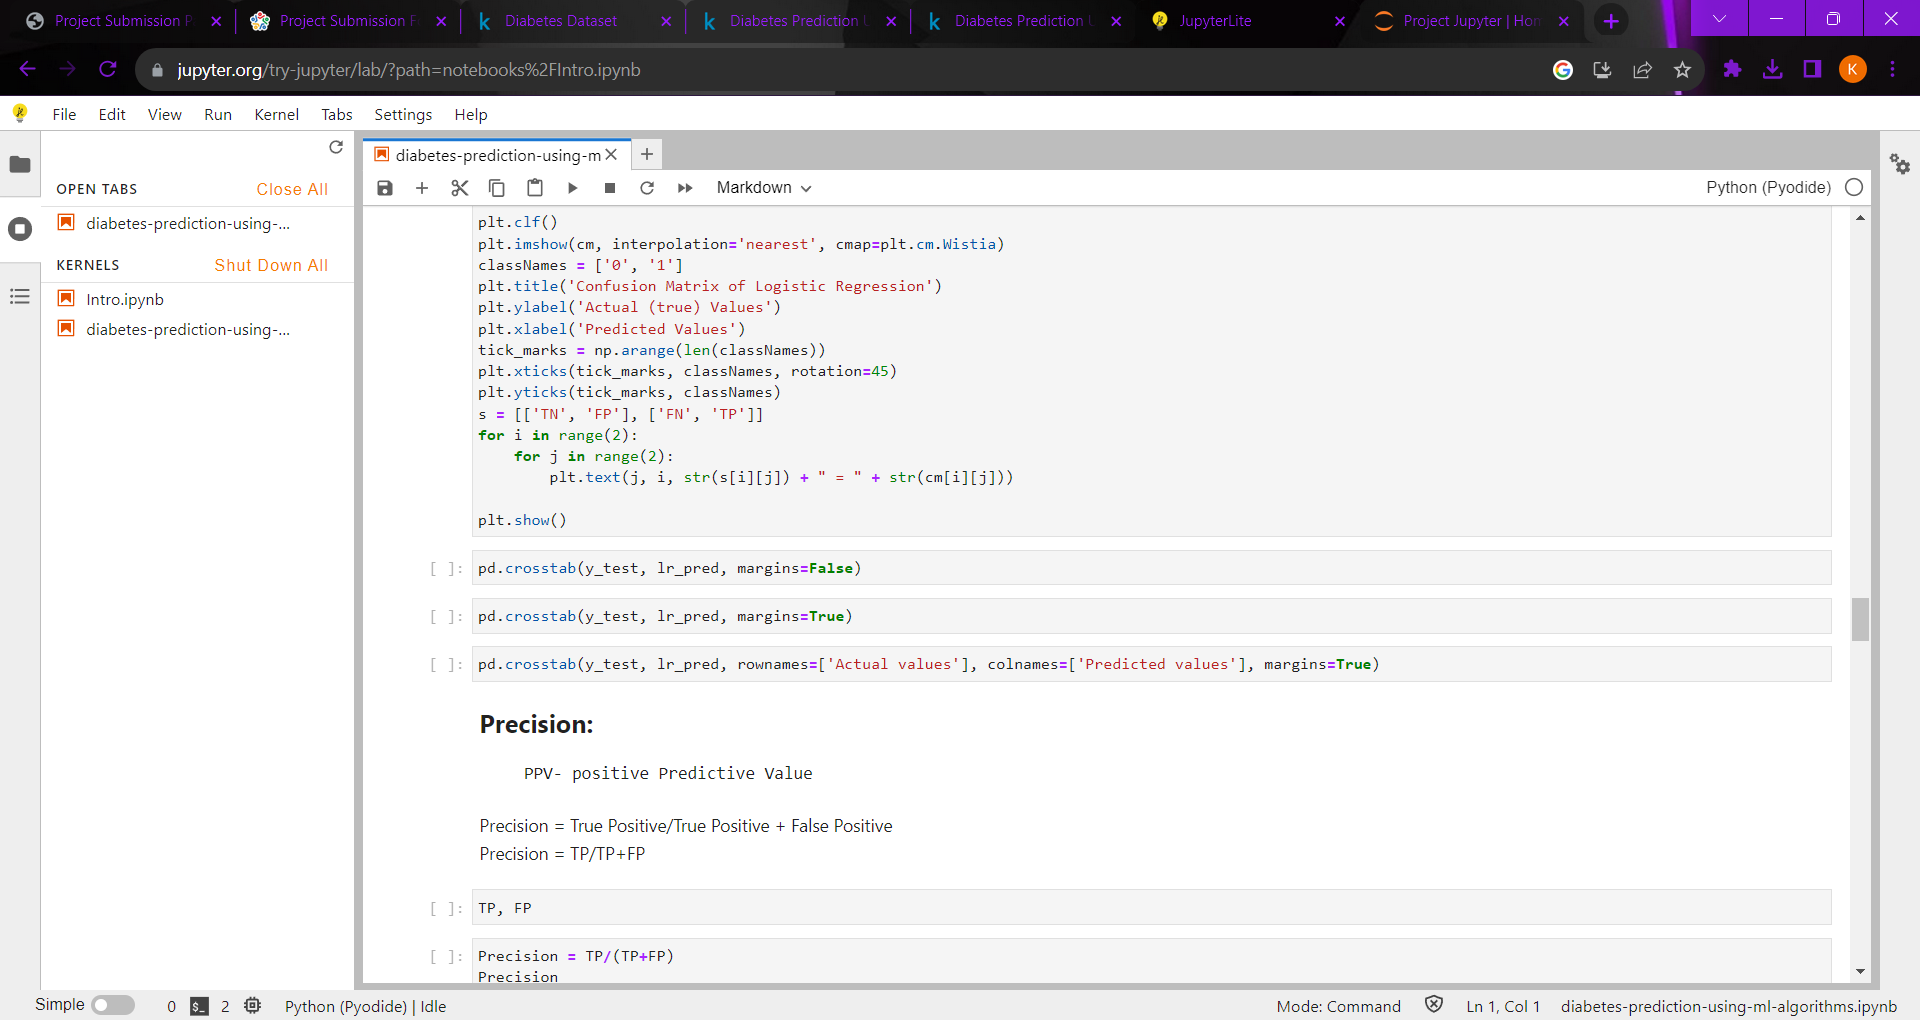 Project Submission P
Project Submission F
Diabetes Dataset
Diabetes Prediction U
Diabetes Prediction U
JupyterLite
Project Jupyter | Hom
jupyter.org/try-jupyter/lab/?path=notebooks%2FIntro.ipynb
K
File Edit View Run Kernel Tabs Settings Help
OPEN TABS Close All
diabetes-prediction-using-...
KERNELS Shut Down All
Intro.ipynb
diabetes-prediction-using-...
diabetes-prediction-using-m
Markdown
Python (Pyodide)
plt.clf()
plt.imshow(cm, interpolation='nearest', cmap=plt.cm.Wistia)
classNames = ['0', '1']
plt.title('Confusion Matrix of Logistic Regression')
plt.ylabel('Actual (true) Values')
plt.xlabel('Predicted Values')
tick_marks = np.arange(len(classNames))
plt.xticks(tick_marks, classNames, rotation=45)
plt.yticks(tick_marks, classNames)
s = [['TN', 'FP'], ['FN', 'TP']]
for i in range(2):
    for j in range(2):
        plt.text(j, i, str(s[i][j]) + " = " + str(cm[i][j]))
plt.show()
[ ]: pd.crosstab(y_test, lr_pred, margins=False)
[ ]: pd.crosstab(y_test, lr_pred, margins=True)
[ ]: pd.crosstab(y_test, lr_pred, rownames=['Actual values'], colnames=['Predicted values'], margins=True)
Precision:
PPV- positive Predictive Value
Precision = True Positive/True Positive + False Positive
Precision = TP/TP+FP
[ ]: TP, FP
[ ]: Precision = TP/(TP+FP)
Precision
Simple 0 $_ 2 Python (Pyodide) | Idle
Mode: Command Ln 1, Col 1 diabetes-prediction-using-ml-algorithms.ipynb